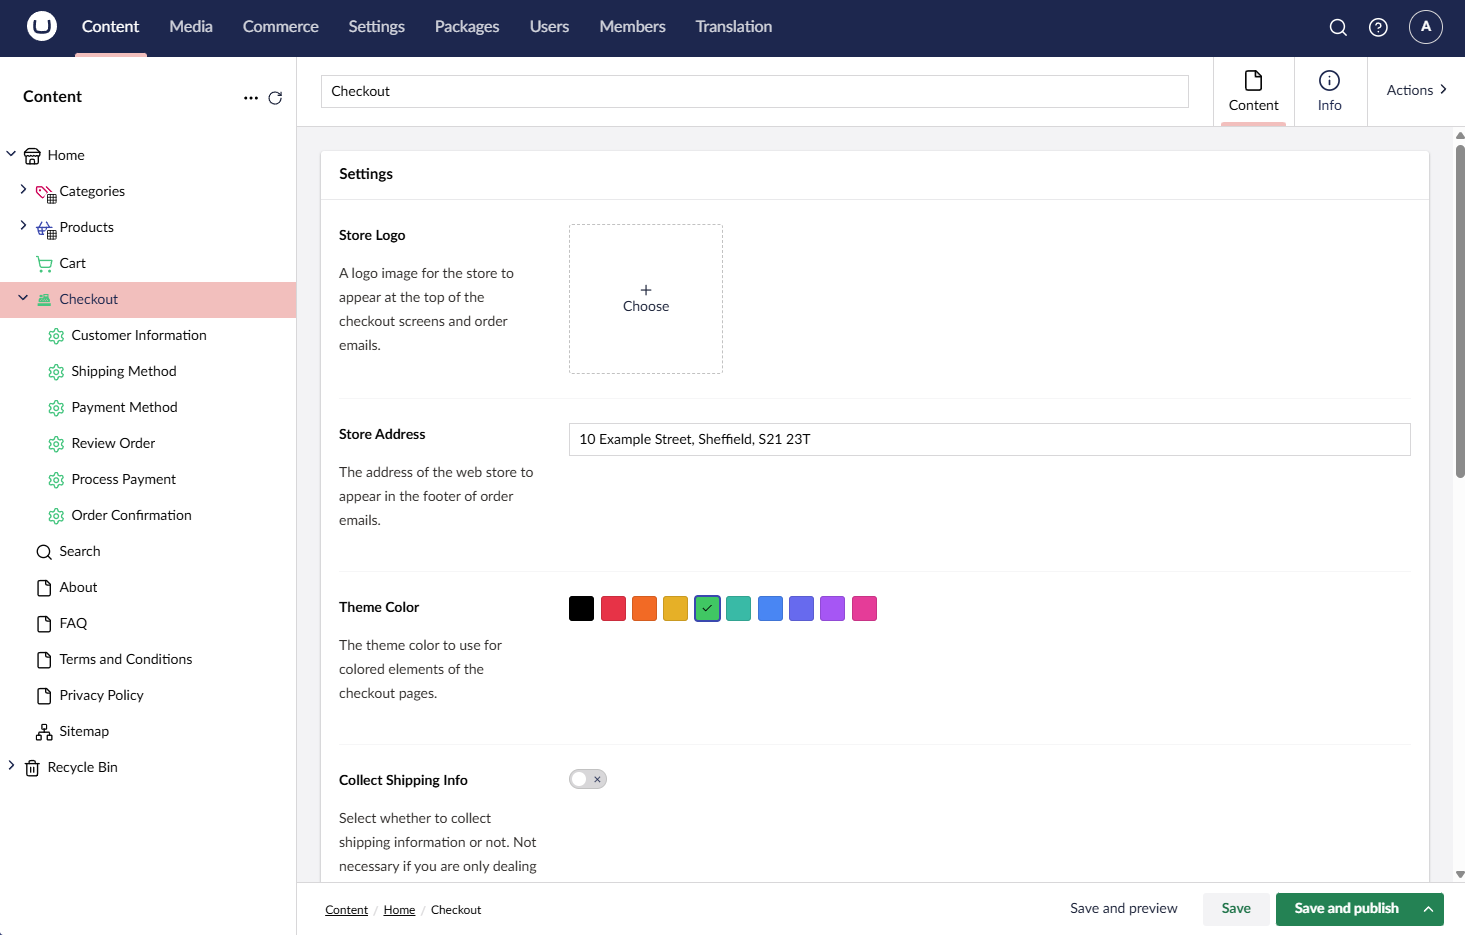 Content
Media
Commerce
Settings
Packages
Users
Members
Translation
A
Content
Home
Categories
Products
Cart
Checkout
Customer Information
Shipping Method
Payment Method
Review Order
Process Payment
Order Confirmation
Search
About
FAQ
Terms and Conditions
Privacy Policy
Sitemap
Recycle Bin
Checkout
Content
Info
Actions
Settings
Store Logo
A logo image for the store to
appear at the top of the
checkout screens and order
emails.
Choose
Store Address
The address of the web store to
appear in the footer of order
emails.
10 Example Street, Sheffield, S21 23T
Theme Color
The theme color to use for
colored elements of the
checkout pages.
Collect Shipping Info
Select whether to collect
shipping information or not. Not
necessary if you are only dealing
Content / Home / Checkout
Save and preview
Save
Save and publish